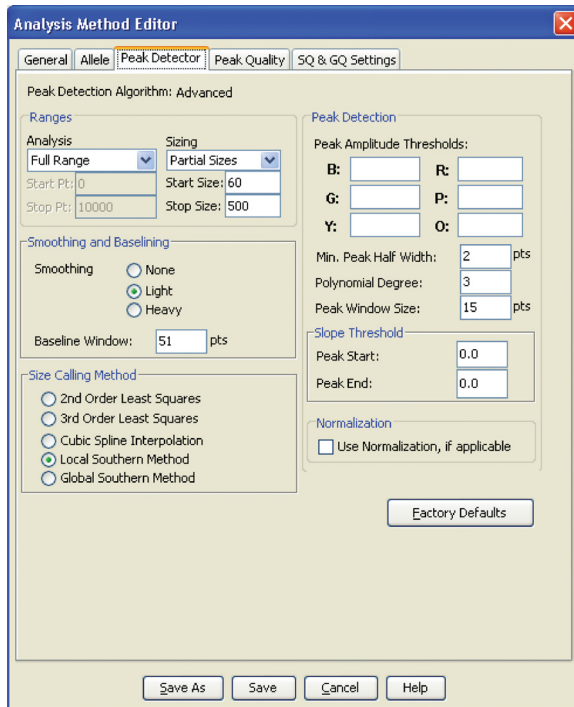 Analysis Method Editor
General Allele Peak Detector Peak Quality SQ & GQ Settings
Peak Detection Algorithm: Advanced
Ranges
Analysis
Full Range
Start Pt: 0
Stop Pt: 10000
Sizing
Partial Sizes
Start Size: 60
Stop Size: 500
Smoothing and Baselining
Smoothing
None
Light
Heavy
Baseline Window: 51 pts
Size Calling Method
2nd Order Least Squares
3rd Order Least Squares
Cubic Spline Interpolation
Local Southern Method
Global Southern Method
Peak Detection
Peak Amplitude Thresholds:
B: R:
G: P:
Y: O:
Min. Peak Half Width: 2 pts
Polynomial Degree: 3
Peak Window Size: 15 pts
Slope Threshold
Peak Start: 0.0
Peak End: 0.0
Normalization
Use Normalization, if applicable
Factory Defaults
Save As Save Cancel Help